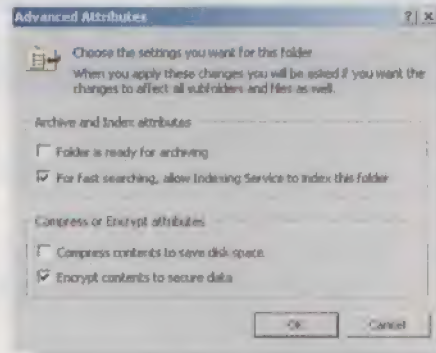 Advanced Attributes
Choose the settings you want for this folder
When you apply these changes you will be asked if you want the
changes to affect all subfolders and files as well.
Archive and Index attributes
Folder is ready for archiving
For fast searching, allow Indexing Service to index this folder
Compress or Encrypt attributes
Compress contents to save disk space
Encrypt contents to secure data
OK Cancel